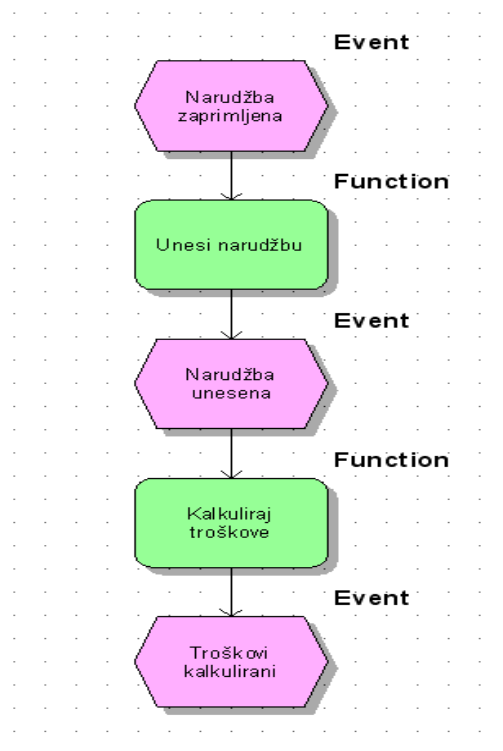 Event
Narudžba
zaprimljena
Function
Unesi narudžbu
Event
Narudžba
unesena
Function
Kalkuliraj
troškove
Event
Troškovi
kalkulirani